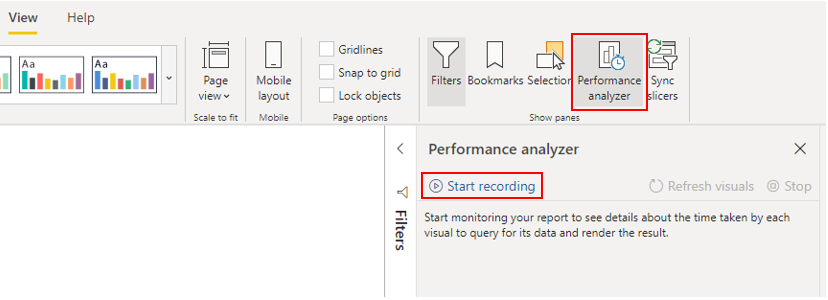 View Help
Aa Aa
Page view
Mobile layout
Gridlines
Snap to grid
Lock objects
Filters
Bookmarks
Selection
Performance analyzer
Sync slicers
Scale to fit
Mobile
Page options
Show panes
Performance analyzer
Start recording
Refresh visuals
Stop
Start monitoring your report to see details about the time taken by each
visual to query for its data and render the result.
Filters